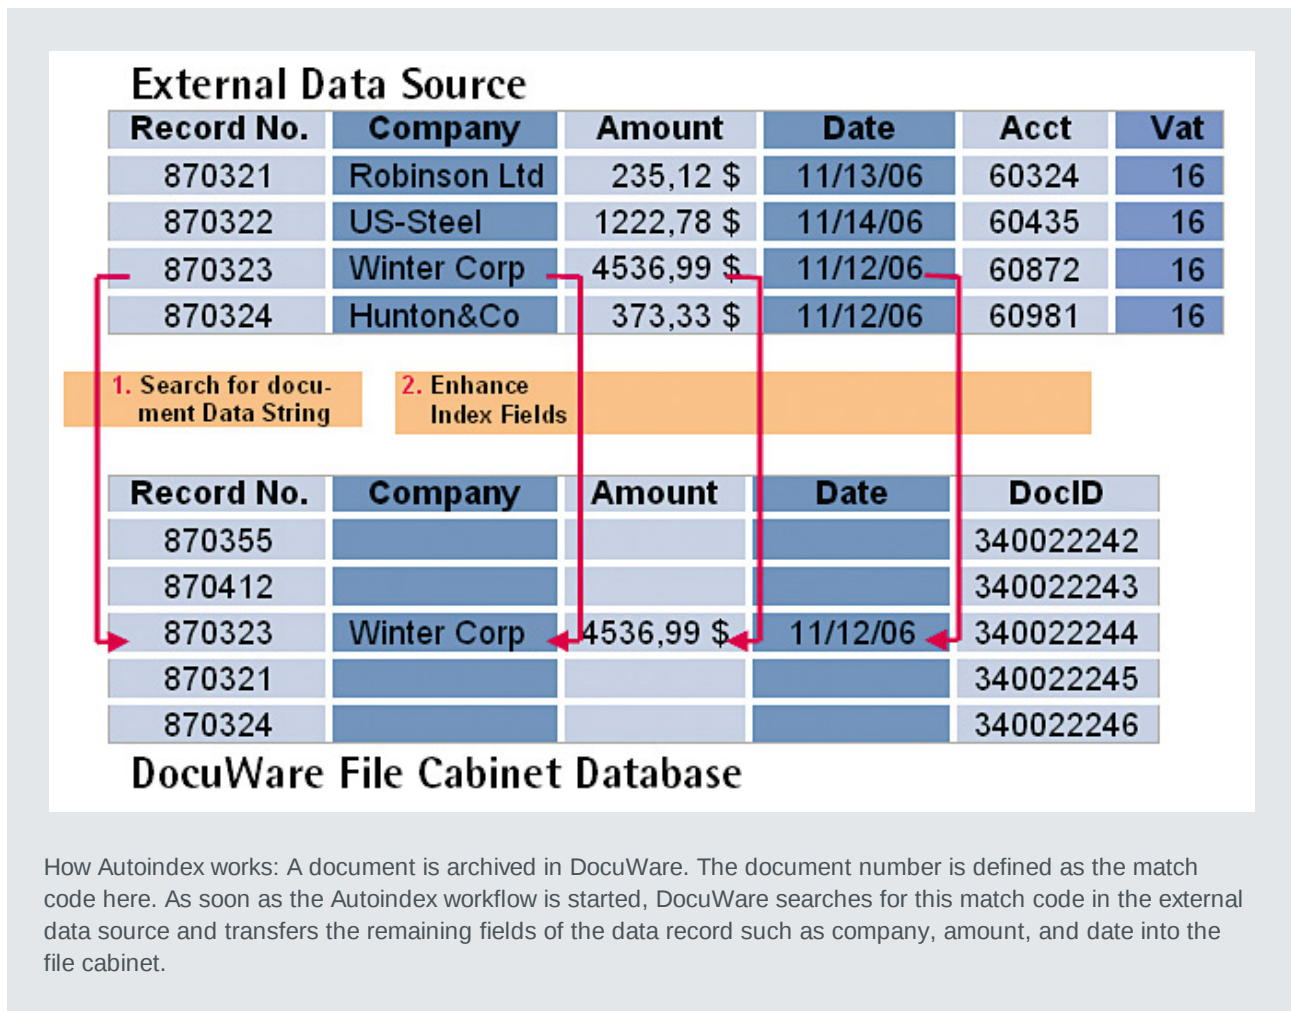 External Data Source
Record No. Company Amount Date Acct Vat
870321 Robinson Ltd 235,12 $ 11/13/06 60324 16
870322 US-Steel 1222,78 $ 11/14/06 60435 16
870323 Winter Corp 4536,99 $ 11/12/06 60872 16
870324 Hunton&Co 373,33 $ 11/12/06 60981 16
1. Search for docu-
ment Data String
2. Enhance
Index Fields
Record No. Company Amount Date DocID
870355 340022242
870412 340022243
870323 Winter Corp 4536,99 $ 11/12/06 340022244
870321 340022245
870324 340022246
DocuWare File Cabinet Database
How Autoindex works: A document is archived in DocuWare. The document number is defined as the match
code here. As soon as the Autoindex workflow is started, DocuWare searches for this match code in the external
data source and transfers the remaining fields of the data record such as company, amount, and date into the
file cabinet.